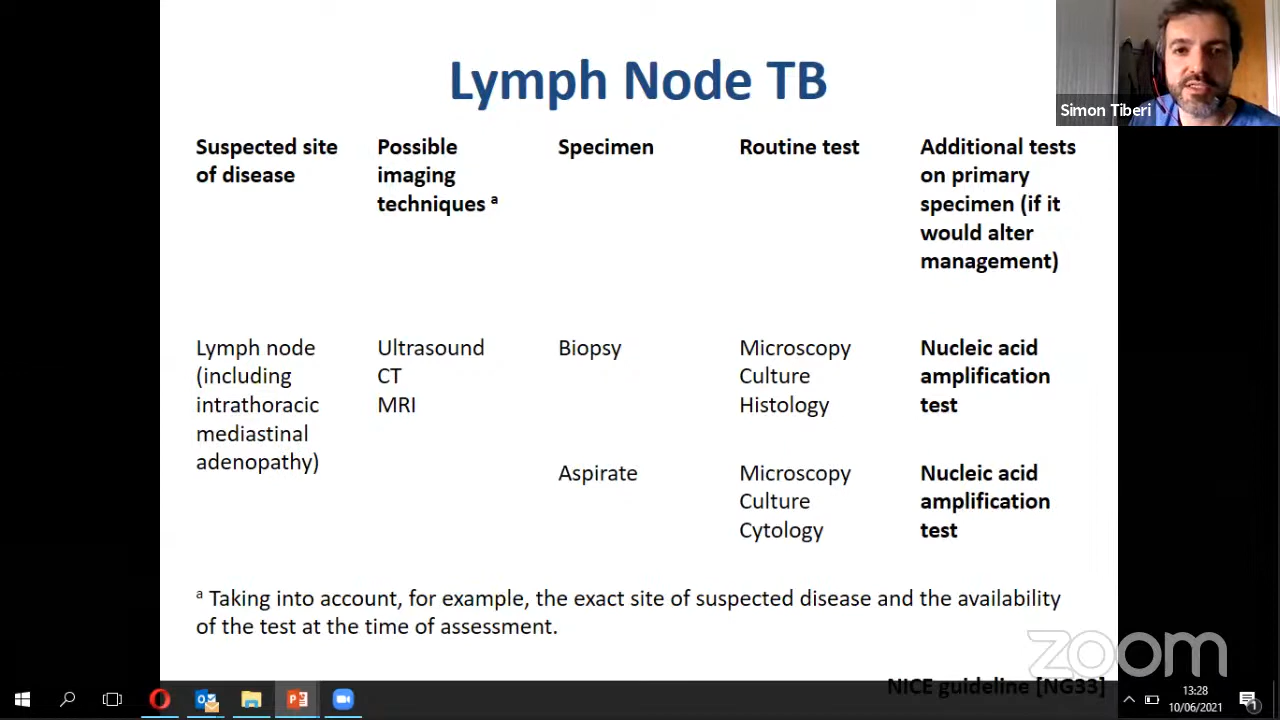 Lymph Node TB
Simon Tiberi
Suspected site
of disease
Possible
imaging
techniques ᵃ
Specimen
Routine test
Additional tests
on primary
specimen (if it
would alter
management)
Lymph node
(including
intrathoracic
mediastinal
adenopathy)
Ultrasound
CT
MRI
Biopsy
Microscopy
Culture
Histology
Nucleic acid
amplification
test
Aspirate
Microscopy
Culture
Cytology
Nucleic acid
amplification
test
ᵃ Taking into account, for example, the exact site of suspected disease and the availability
of the test at the time of assessment.
zoom
NICE guideline [NG33]
13:28
10/06/2021
1